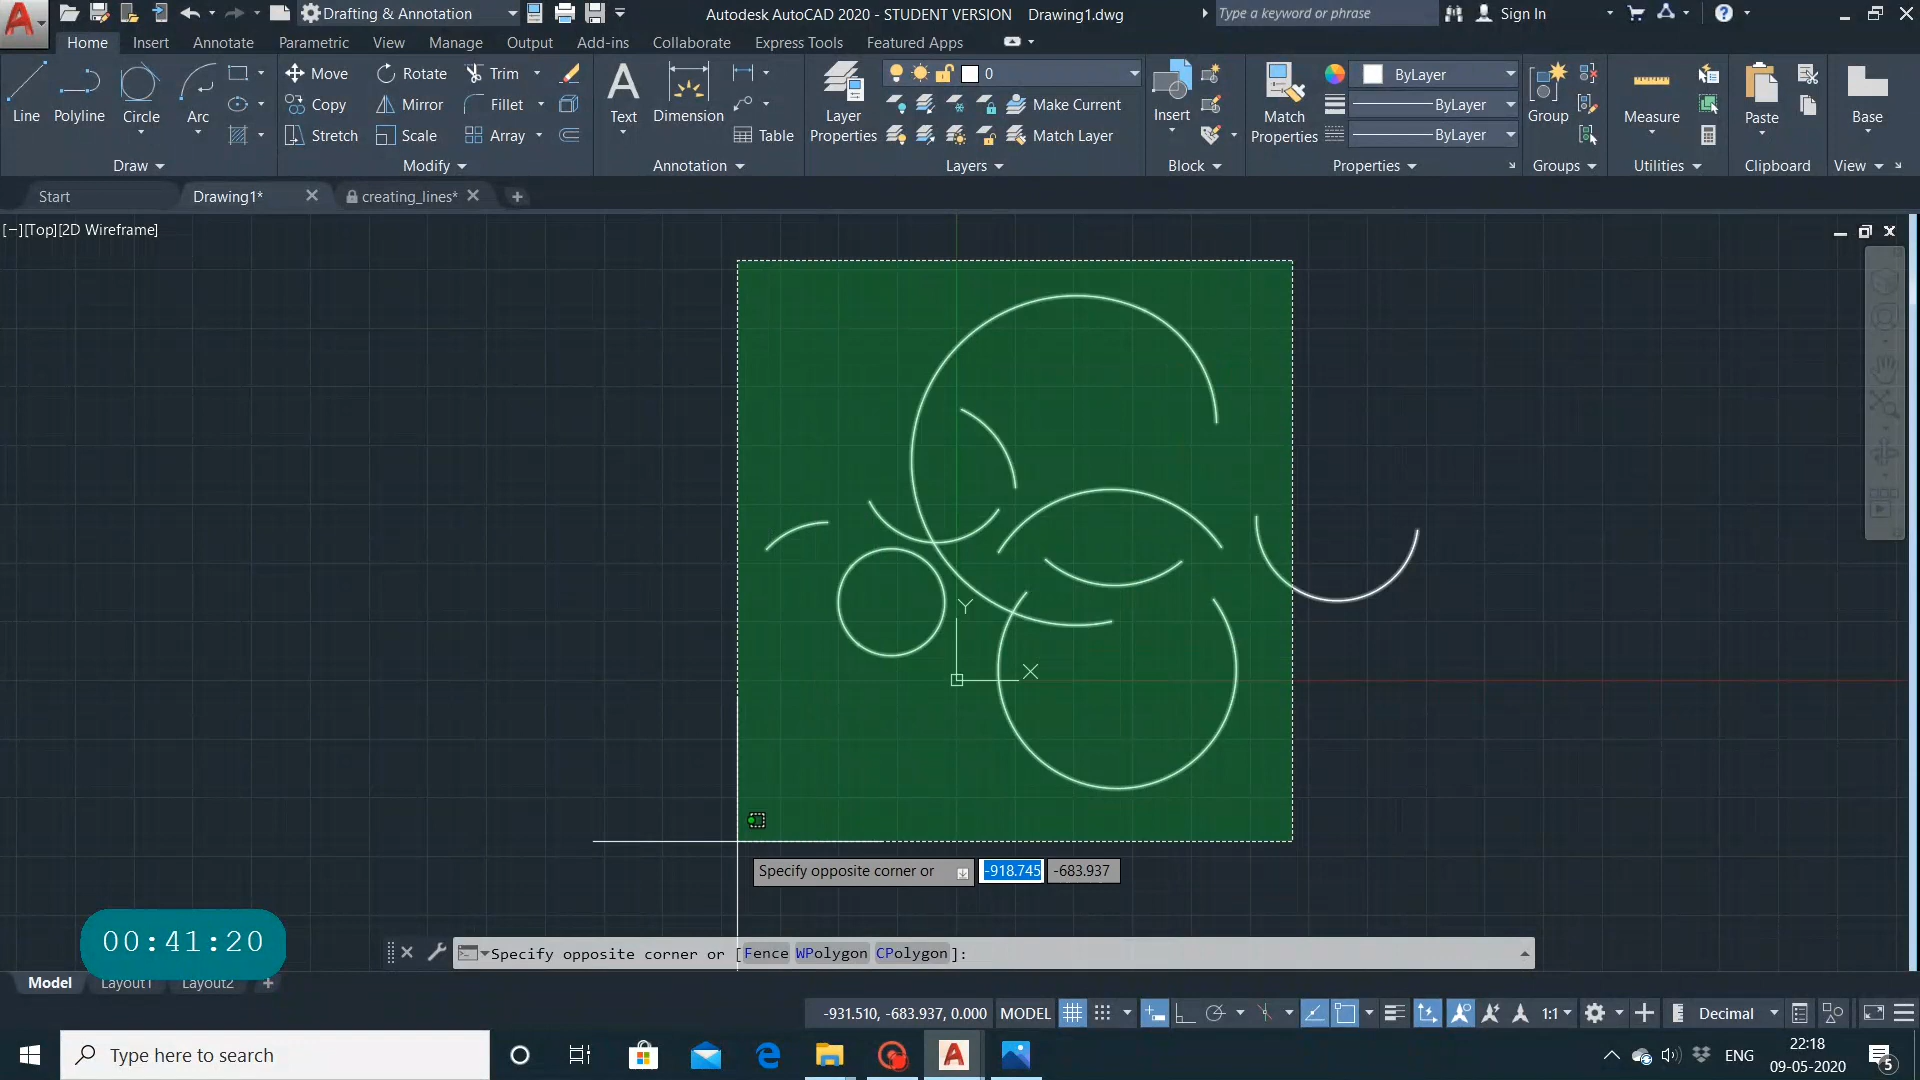 Drafting & Annotation
Autodesk AutoCAD 2020 - STUDENT VERSION Drawing1.dwg
Type a keyword or phrase
Sign In
Home Insert Annotate Parametric View Manage Output Add-ins Collaborate Express Tools Featured Apps
Line Polyline Circle Arc
Move Rotate Trim
Copy Mirror Fillet
Stretch Scale Array
Text Dimension
Table
Layer Properties
0
Make Current
Match Layer
Insert
Match Properties
ByLayer
ByLayer
ByLayer
Group
Measure
Paste
Base
Draw Modify Annotation Layers Block Properties Groups Utilities Clipboard View
Start Drawing1* creating_lines*
[−][Top][2D Wireframe]
Y
X
Specify opposite corner or -918.745 -683.937
00:41:20
Specify opposite corner or [Fence WPolygon CPolygon]:
Model Layout1 Layout2
-931.510, -683.937, 0.000 MODEL 1:1 Decimal
Type here to search
ENG
22:18
09-05-2020
5